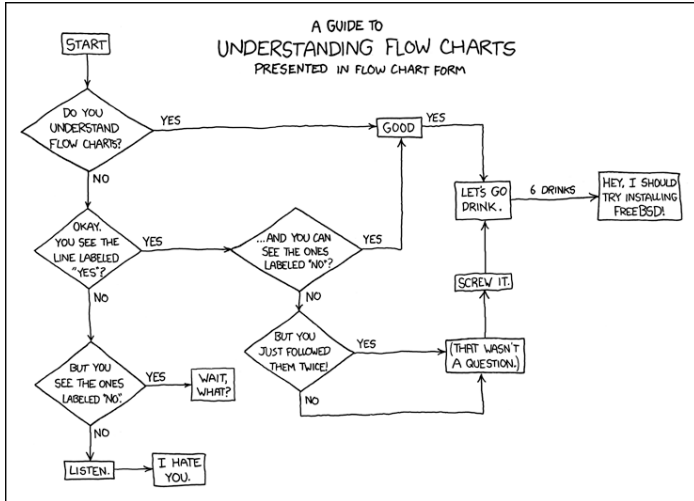 A GUIDE TO
UNDERSTANDING FLOW CHARTS
PRESENTED IN FLOW CHART FORM
START
DO YOU
UNDERSTAND
FLOW CHARTS?
YES
GOOD
YES
NO
LET'S GO
DRINK.
6 DRINKS
HEY, I SHOULD
TRY INSTALLING
FREEBSD!
OKAY.
YOU SEE THE
LINE LABELED
"YES"?
YES
...AND YOU CAN
SEE THE ONES
LABELED "NO"?
YES
NO
NO
SCREW IT.
BUT YOU
JUST FOLLOWED
THEM TWICE!
YES
(THAT WASN'T
A QUESTION.)
NO
BUT YOU
SEE THE ONES
LABELED "NO".
YES
WAIT,
WHAT?
NO
LISTEN.
I HATE
YOU.